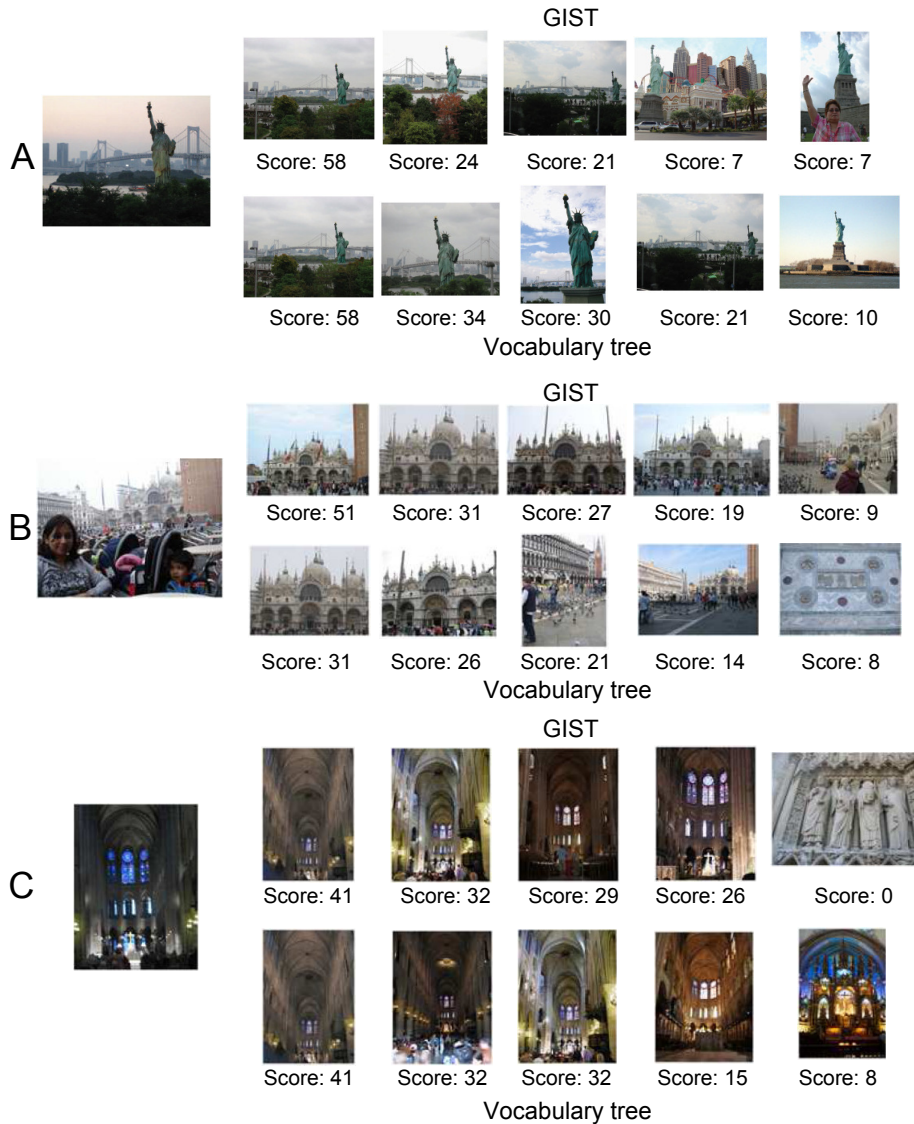 GIST
A
Score: 58 Score: 24 Score: 21 Score: 7 Score: 7
Score: 58 Score: 34 Score: 30 Score: 21 Score: 10
Vocabulary tree
GIST
B
Score: 51 Score: 31 Score: 27 Score: 19 Score: 9
Score: 31 Score: 26 Score: 21 Score: 14 Score: 8
Vocabulary tree
GIST
C
Score: 41 Score: 32 Score: 29 Score: 26 Score: 0
Score: 41 Score: 32 Score: 32 Score: 15 Score: 8
Vocabulary tree